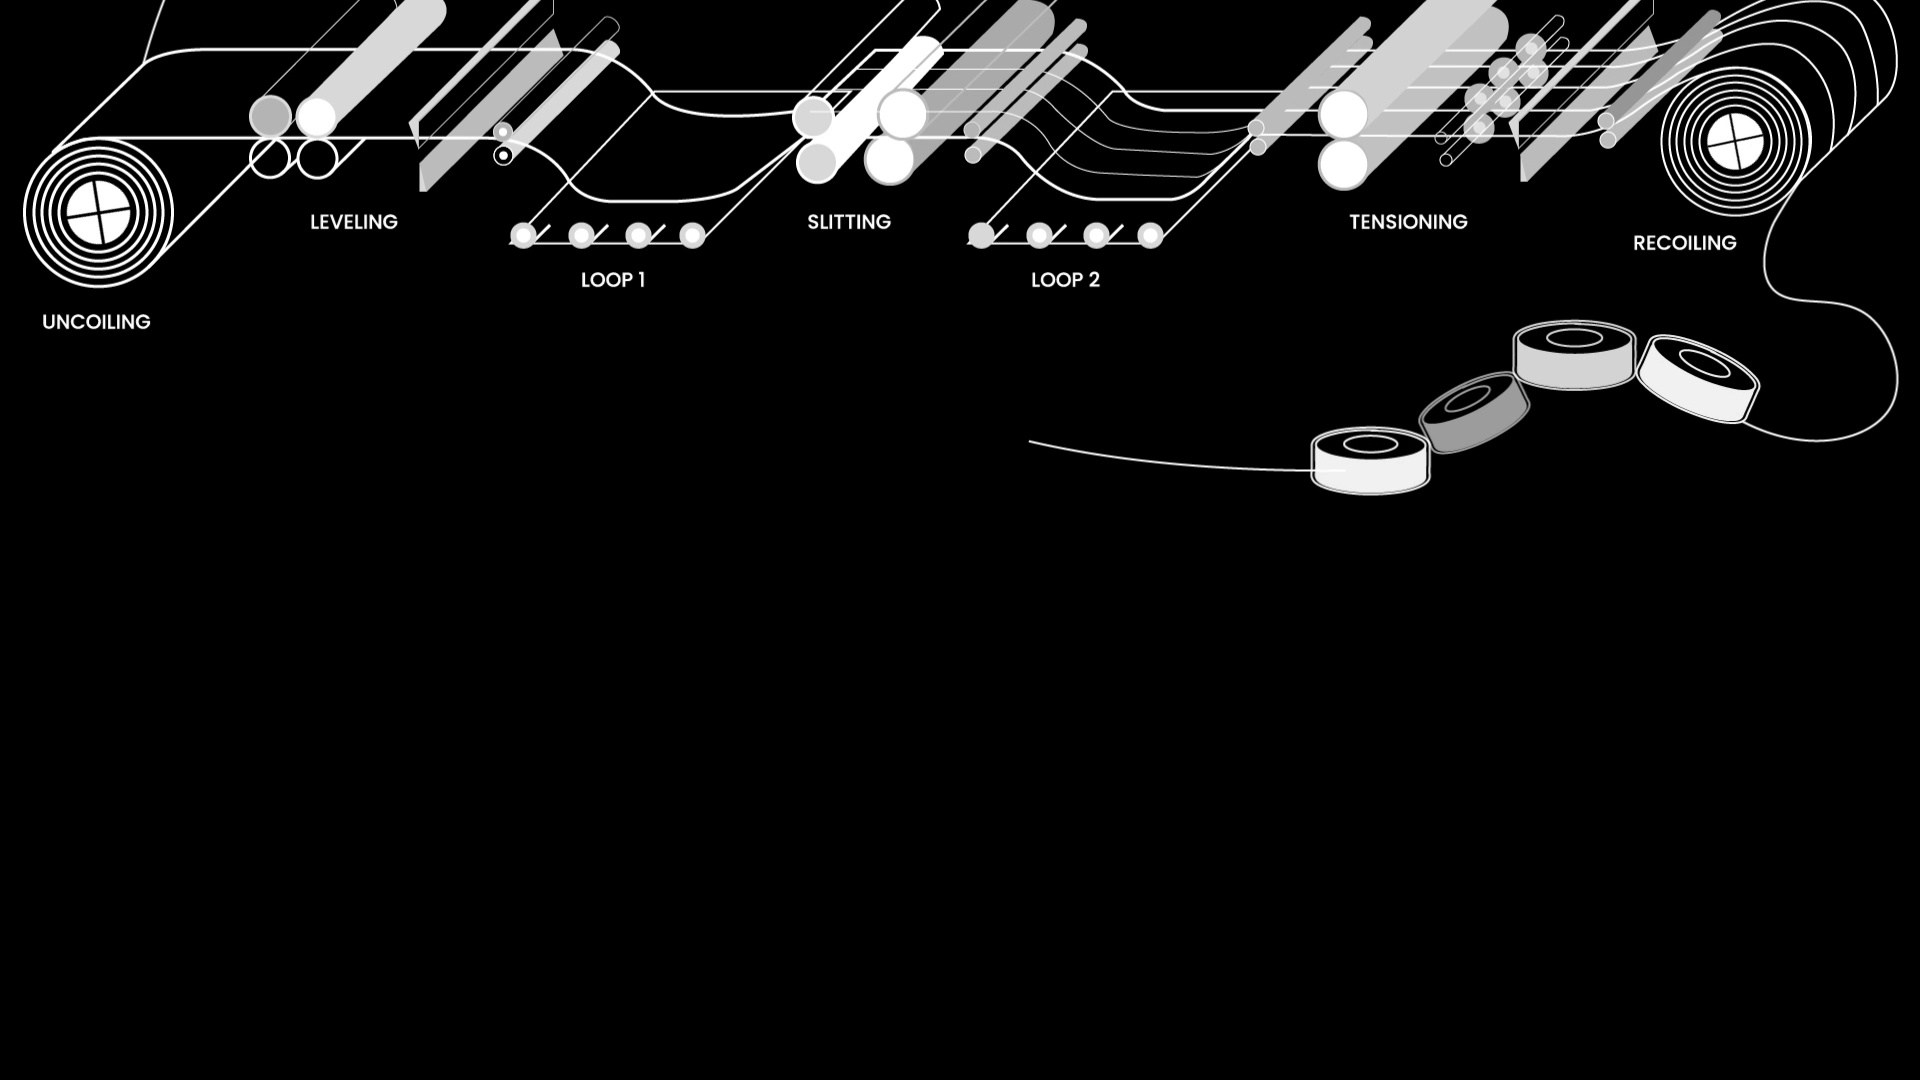 LEVELING
SLITTING
TENSIONING
RECOILING
LOOP 1
LOOP 2
UNCOILING